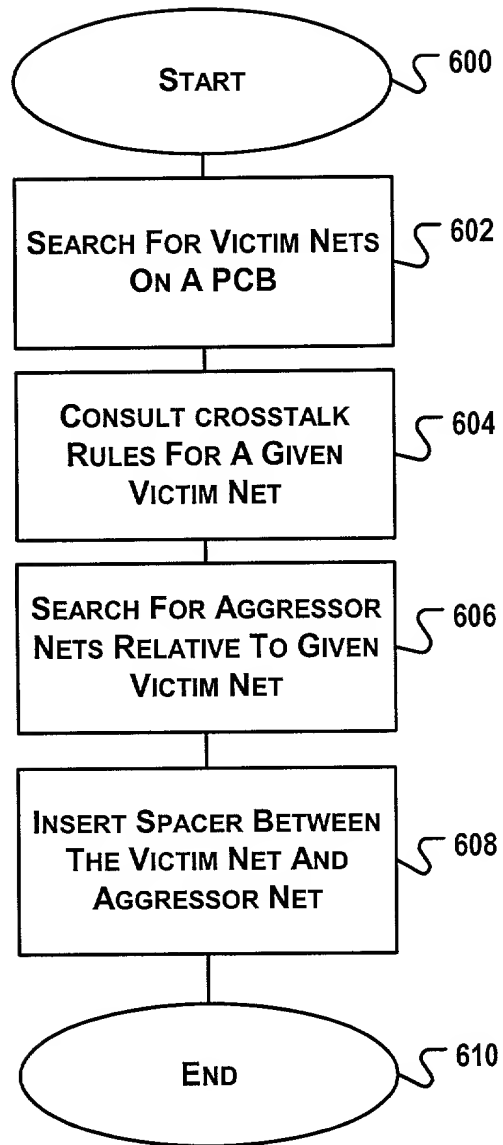 START
600
SEARCH FOR VICTIM NETS
ON A PCB
602
CONSULT CROSSTALK
RULES FOR A GIVEN
VICTIM NET
604
SEARCH FOR AGGRESSOR
NETS RELATIVE TO GIVEN
VICTIM NET
606
INSERT SPACER BETWEEN
THE VICTIM NET AND
AGGRESSOR NET
608
END
610